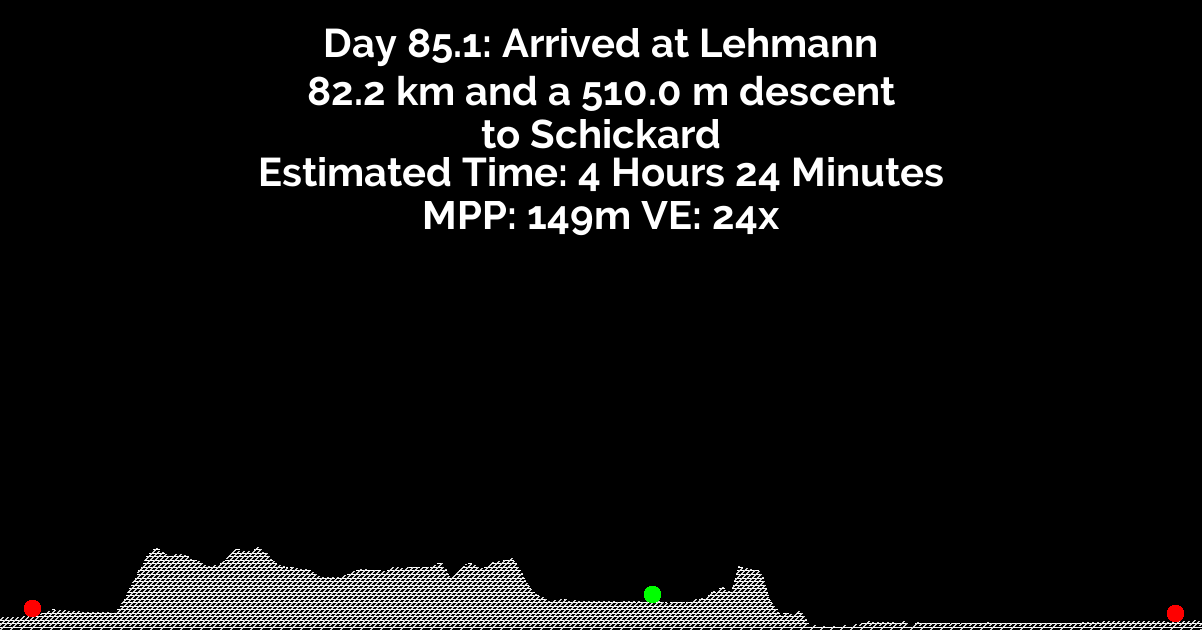 Day 85.1: Arrived at Lehmann
82.2 km and a 510.0 m descent
to Schickard
Estimated Time: 4 Hours 24 Minutes
MPP: 149m VE: 24x